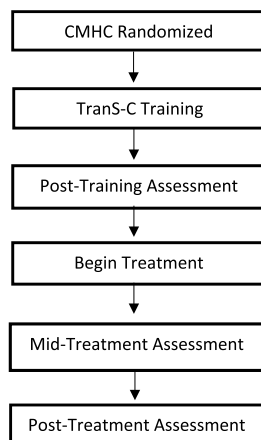 CMHC Randomized
TranS-C Training
Post-Training Assessment
Begin Treatment
Mid-Treatment Assessment
Post-Treatment Assessment